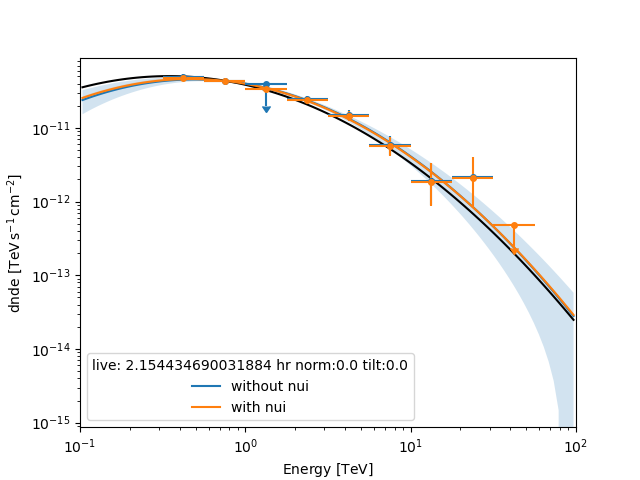 10⁻¹¹
10⁻¹²
10⁻¹³
10⁻¹⁴
10⁻¹⁵
dnde [TeV s⁻¹ cm⁻²]
live: 2.154434690031884 hr norm:0.0 tilt:0.0
without nui
with nui
10⁻¹ 10⁰ 10¹ 10²
Energy [TeV]